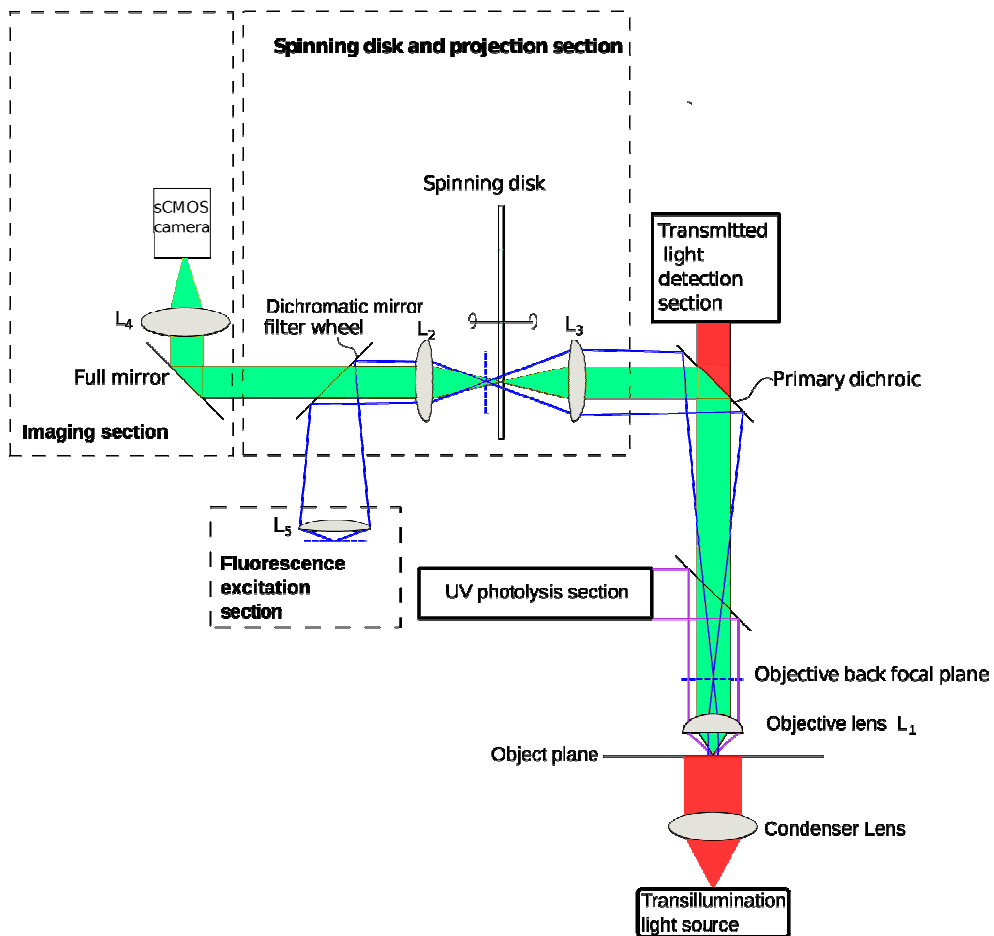 Spinning disk and projection section
Spinning disk
sCMOS
camera
Transmitted
light
detection
section
L4
Dichromatic mirror
filter wheel
L2
L3
Full mirror
Primary dichroic
Imaging section
L5
Fluorescence
excitation
section
UV photolysis section
Objective back focal plane
Objective lens L1
Object plane
Condenser Lens
Transillumination
light source